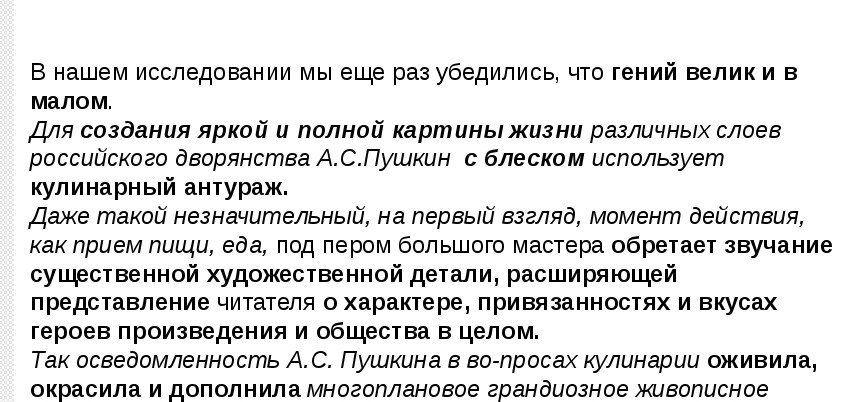 В нашем исследовании мы еще раз убедились, что гений велик и в
малом.
Для создания яркой и полной картины жизни различных слоев
российского дворянства А.С.Пушкин  с блеском использует
кулинарный антураж.
Даже такой незначительный, на первый взгляд, момент действия,
как прием пищи, еда, под пером большого мастера обретает звучание
существенной художественной детали, расширяющей
представление читателя о характере, привязанностях и вкусах
героев произведения и общества в целом.
Так осведомленность А.С. Пушкина в во-просах кулинарии оживила,
окрасила и дополнила многоплановое грандиозное живописное